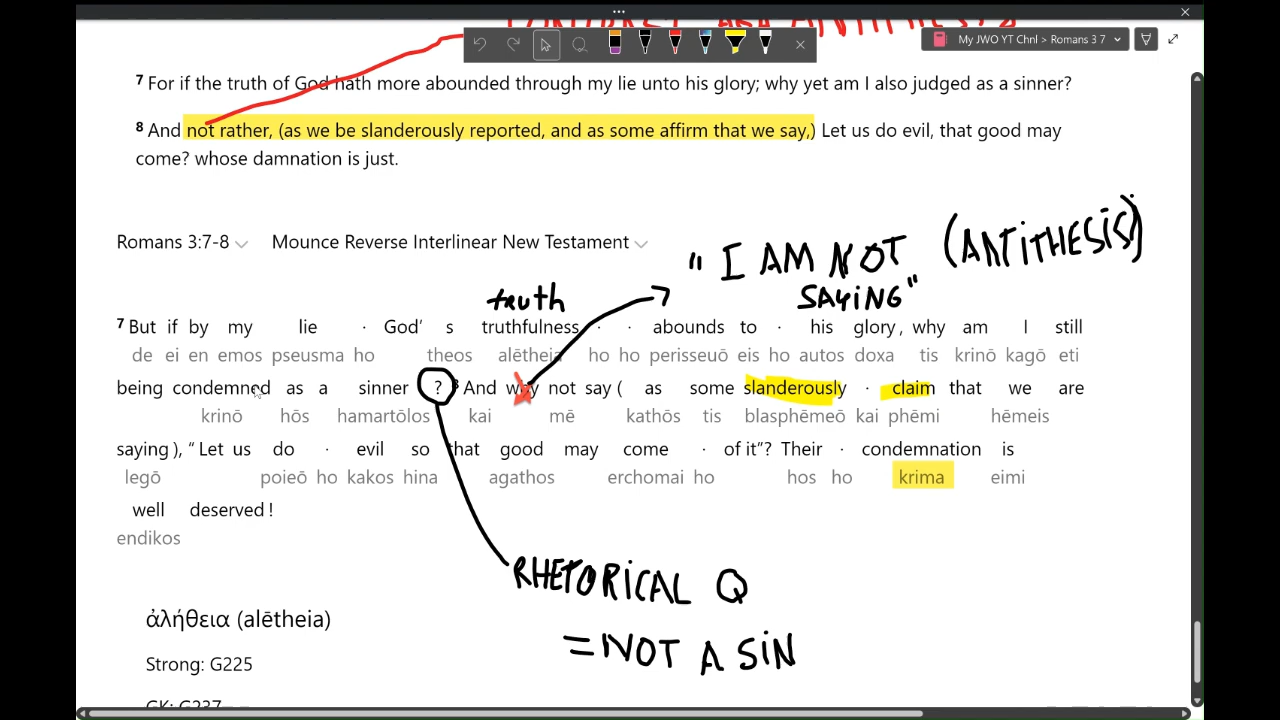 My JWO YT Chnl > Romans 3 7
7 For if the truth of God hath more abounded through my lie unto his glory; why yet am I also judged as a sinner?
8 And not rather, (as we be slanderously reported, and as some affirm that we say,) Let us do evil, that good may
come? whose damnation is just.
Romans 3:7-8 Mounce Reverse Interlinear New Testament
"I AM NOT (ANTITHESIS)
SAYING"
truth
7 But if by my lie · God' s truthfulness · · abounds to · his glory, why am I still
de ei en emos pseusma ho theos alētheia ho ho perisseuō eis ho autos doxa tis krinō kagō eti
being condemned as a sinner ? 8 And why not say ( as some slanderously · claim that we are
krinō hōs hamartōlos kai mē kathōs tis blasphēmeō kai phēmi hēmeis
saying ), “ Let us do · evil so that good may come · of it”? Their · condemnation is
legō poieō ho kakos hina agathos erchomai ho hos ho krima eimi
well deserved !
endikos
RHETORICAL Q
= NOT A SIN
ἀλήθεια (alētheia)
Strong: G225
GK: G237